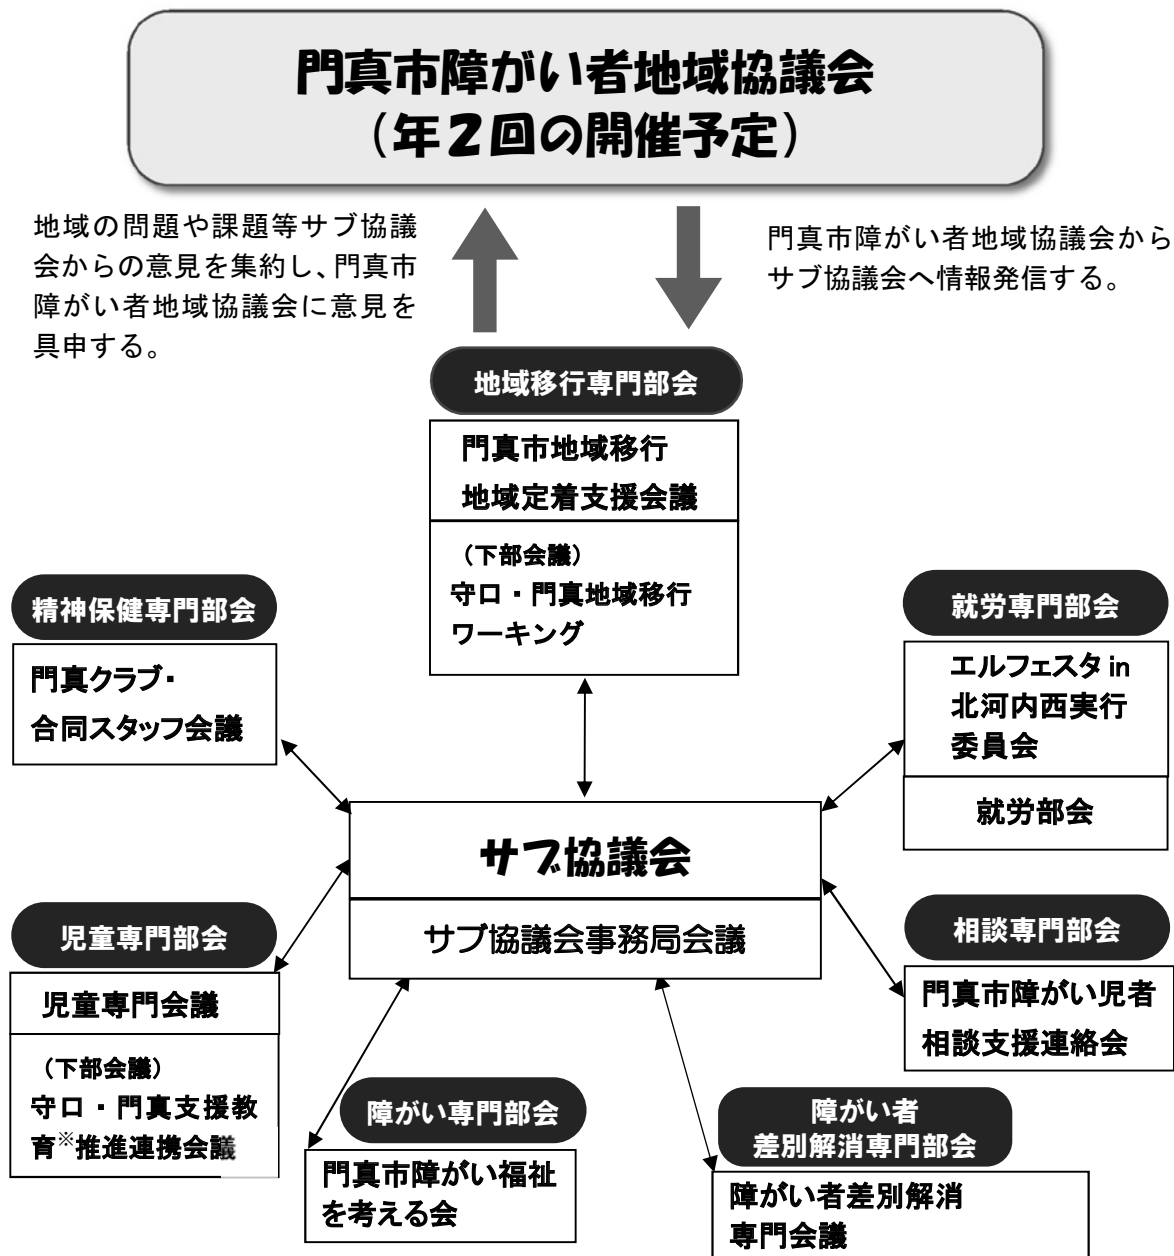 門真市障がい者地域協議会
（年２回の開催予定）
地域の問題や課題等サブ協議
会からの意見を集約し、門真市
障がい者地域協議会に意見を
具申する。
門真市障がい者地域協議会から
サブ協議会へ情報発信する。
地域移行専門部会
門真市地域移行
地域定着支援会議
（下部会議）
守口・門真地域移行
ワーキング
精神保健専門部会
門真クラブ・
合同スタッフ会議
就労専門部会
エルフェスタ in
北河内西実行
委員会
就労部会
サブ協議会
サブ協議会事務局会議
児童専門部会
児童専門会議
（下部会議）
守口・門真支援教
育※推進連携会議
相談専門部会
門真市障がい児者
相談支援連絡会
障がい専門部会
門真市障がい福祉
を考える会
障がい者
差別解消専門部会
障がい者差別解消
専門会議